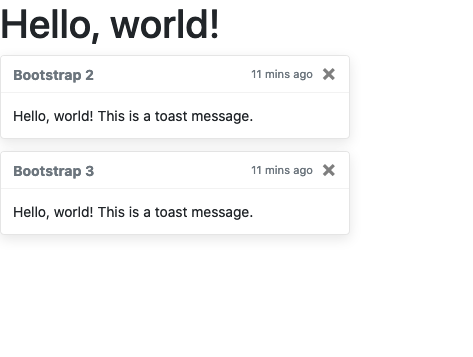 Hello, world!
Bootstrap 2 11 mins ago ×
Hello, world! This is a toast message.
Bootstrap 3 11 mins ago ×
Hello, world! This is a toast message.